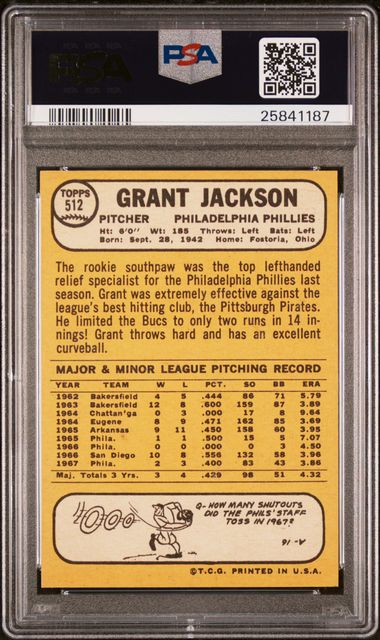 PSA
PSA
25841187
TOPPS
512
GRANT JACKSON
PITCHER PHILADELPHIA PHILLIES
Ht: 6'0" Wt: 185 Throws: Left Bats: Left
Born: Sept. 28, 1942 Home: Fostoria, Ohio
The rookie southpaw was the top lefthanded
relief specialist for the Philadelphia Phillies last
season. Grant was extremely effective against the
league's best hitting club, the Pittsburgh Pirates.
He limited the Bucs to only two runs in 14 in-
nings! Grant throws hard and has an excellent
curveball.
MAJOR & MINOR LEAGUE PITCHING RECORD
YEAR TEAM W L PCT. SO BB ERA
1962 Bakersfield 4 5 .444 86 71 5.79
1963 Bakersfield 12 8 .600 159 87 3.89
1964 Chattan'ga 0 3 .000 17 8 9.64
1964 Eugene 8 9 .471 162 85 3.69
1965 Arkansas 9 11 .450 158 60 3.95
1965 Phila. 1 1 .500 15 5 7.07
1966 Phila. 0 0 .000 0 3 4.50
1966 San Diego 10 8 .556 132 58 3.96
1967 Phila. 2 3 .400 83 43 3.86
Maj. Totals 3 Yrs. 3 4 .429 98 51 4.32
Q-HOW MANY SHUTOUTS
DID THE PHILS' STAFF
TOSS IN 1967?
A-16
©T.C.G. PRINTED IN U.S.A.